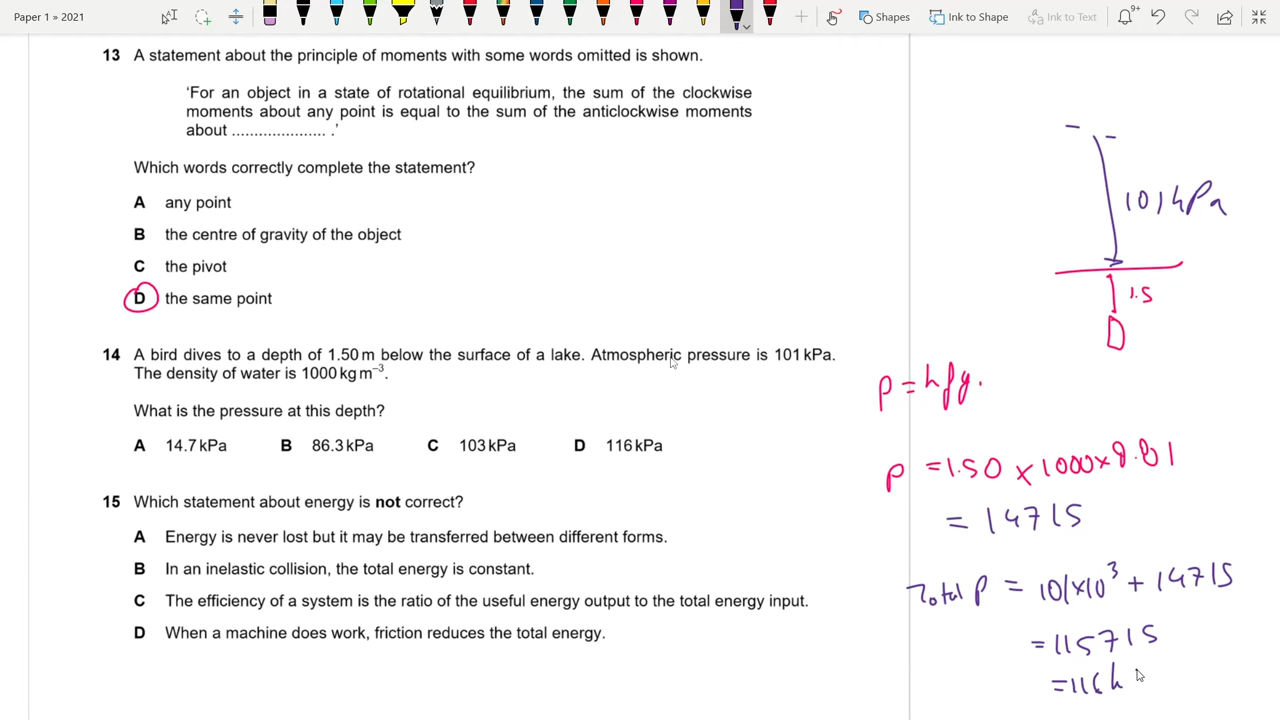 Paper 1 » 2021
Shapes
Ink to Shape
Ink to Text
9+
13 A statement about the principle of moments with some words omitted is shown.
'For an object in a state of rotational equilibrium, the sum of the clockwise
moments about any point is equal to the sum of the anticlockwise moments
about ..................... .'
Which words correctly complete the statement?
A any point
B the centre of gravity of the object
C the pivot
D the same point
14 A bird dives to a depth of 1.50 m below the surface of a lake. Atmospheric pressure is 101 kPa.
The density of water is 1000 kg m⁻³.
What is the pressure at this depth?
A 14.7 kPa B 86.3 kPa C 103 kPa D 116 kPa
15 Which statement about energy is not correct?
A Energy is never lost but it may be transferred between different forms.
B In an inelastic collision, the total energy is constant.
C The efficiency of a system is the ratio of the useful energy output to the total energy input.
D When a machine does work, friction reduces the total energy.
101kPa
1.5
D
P = hρg.
P = 1.50 × 1000 × 9.81
= 14715
Total P = 101×10³ + 14715
= 115715
= 116k